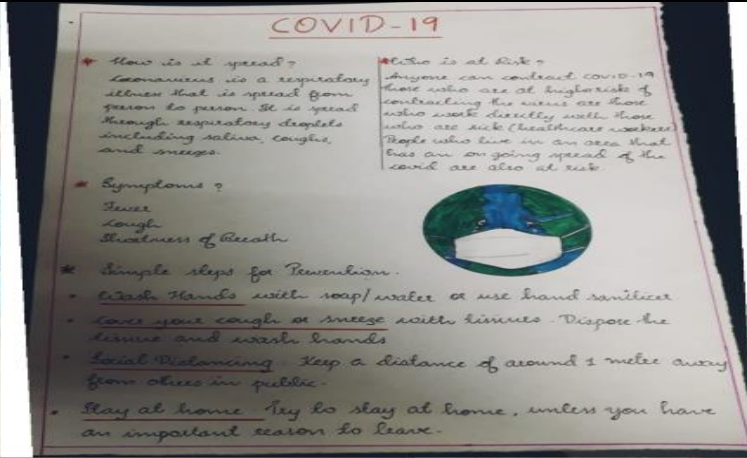 COVID-19
* How is it spread?
Coronavirus is a respiratory
illness that is spread from
person to person. It is spread
through respiratory droplets
including saliva, coughs,
and sneezes.
* Who is at Risk?
Anyone can contract COVID-19
those who are at high risk of
contracting the virus are those
who work directly with those
who are sick (healthcare workers)
People who live in an area that
has an on going spread of the
covid are also at risk.
* Symptoms?
Fever
Cough
Shortness of Breath
* Simple steps for Prevention.
• Wash Hands with soap/water or use hand sanitizer
• Cover your cough or sneeze with tissues. Dispose the
tissue and wash hands
• Social Distancing. Keep a distance of around 1 metre away
from others in public.
• Stay at home Try to stay at home, unless you have
an important reason to leave.